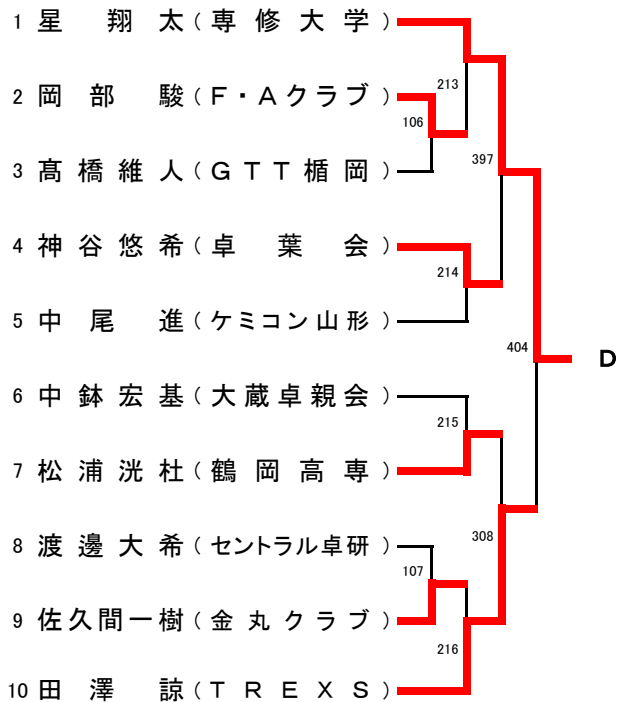 1 星 翔 太 ( 専 修 大 学 )
213
2 岡 部 駿 ( F ・ A クラブ )
106
397
3 髙 橋 維 人 ( G T T 楯 岡 )
4 神 谷 悠 希 ( 卓 葉 会 )
214
5 中 尾 進 ( ケミコン 山 形 )
404
D
6 中 鉢 宏 基 ( 大 蔵 卓 親 会 )
215
7 松 浦 洸 杜 ( 鶴 岡 高 専 )
308
8 渡 邊 大 希 ( セントラル卓研 )
107
9 佐久間一樹 ( 金 丸 ク ラ ブ )
216
10 田 澤 諒 ( T R E X S )